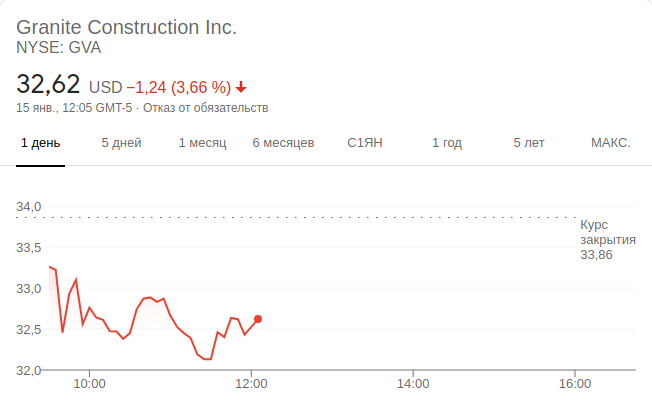 Granite Construction Inc.
NYSE: GVA
32,62 USD −1,24 (3,66 %)
15 янв., 12:05 GMT-5 · Отказ от обязательств
1 день 5 дней 1 месяц 6 месяцев С1ЯН 1 год 5 лет МАКС.
34,0
Курс
закрытия
33,86
33,5
33,0
32,5
32,0
10:00 12:00 14:00 16:00